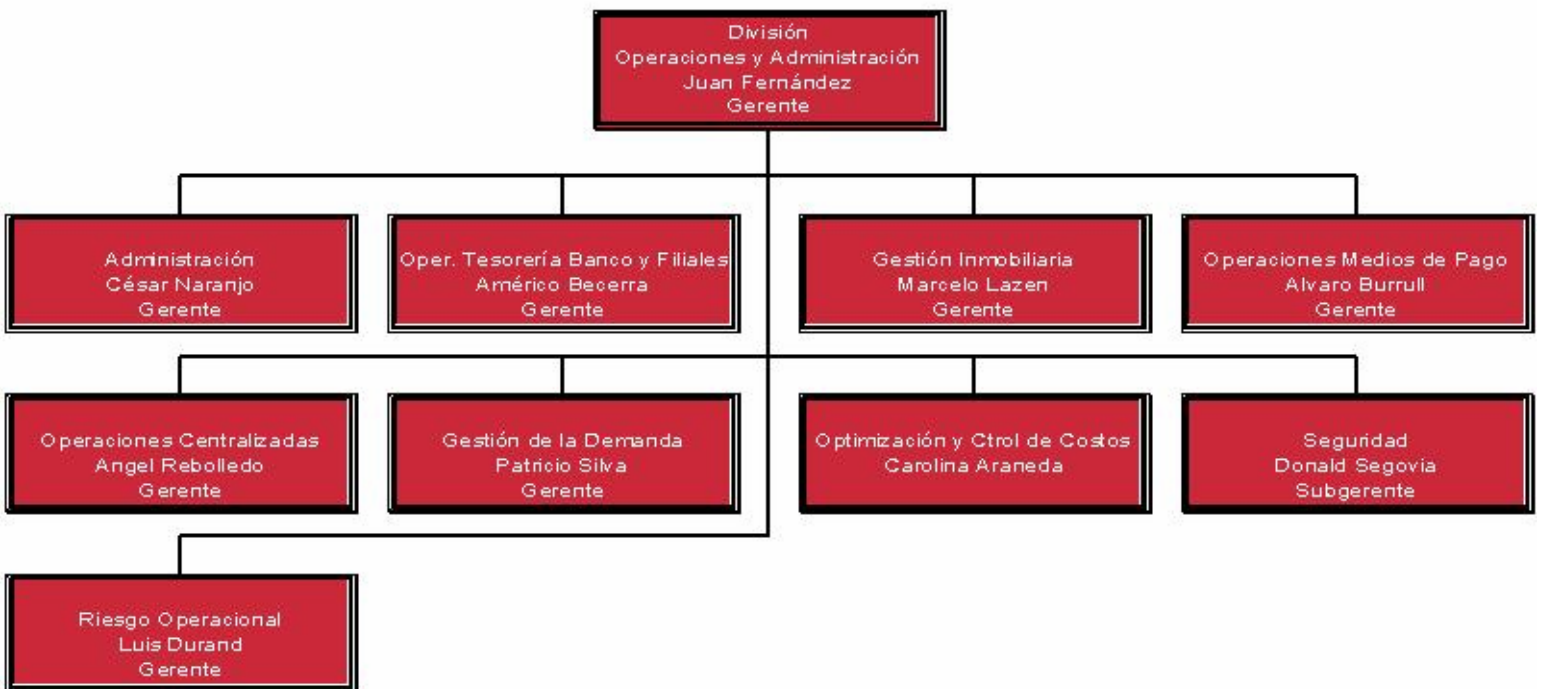 División
Operaciones y Administración
Juan Fernández
Gerente
Administración
César Naranjo
Gerente
Oper. Tesorería Banco y Filiales
Américo Becerra
Gerente
Gestión Inmobiliaria
Marcelo Lazen
Gerente
Operaciones Medios de Pago
Alvaro Burrull
Gerente
Operaciones Centralizadas
Angel Rebolledo
Gerente
Gestión de la Demanda
Patricio Silva
Gerente
Optimización y Ctrol de Costos
Carolina Araneda
Seguridad
Donald Segovia
Subgerente
Riesgo Operacional
Luis Durand
Gerente